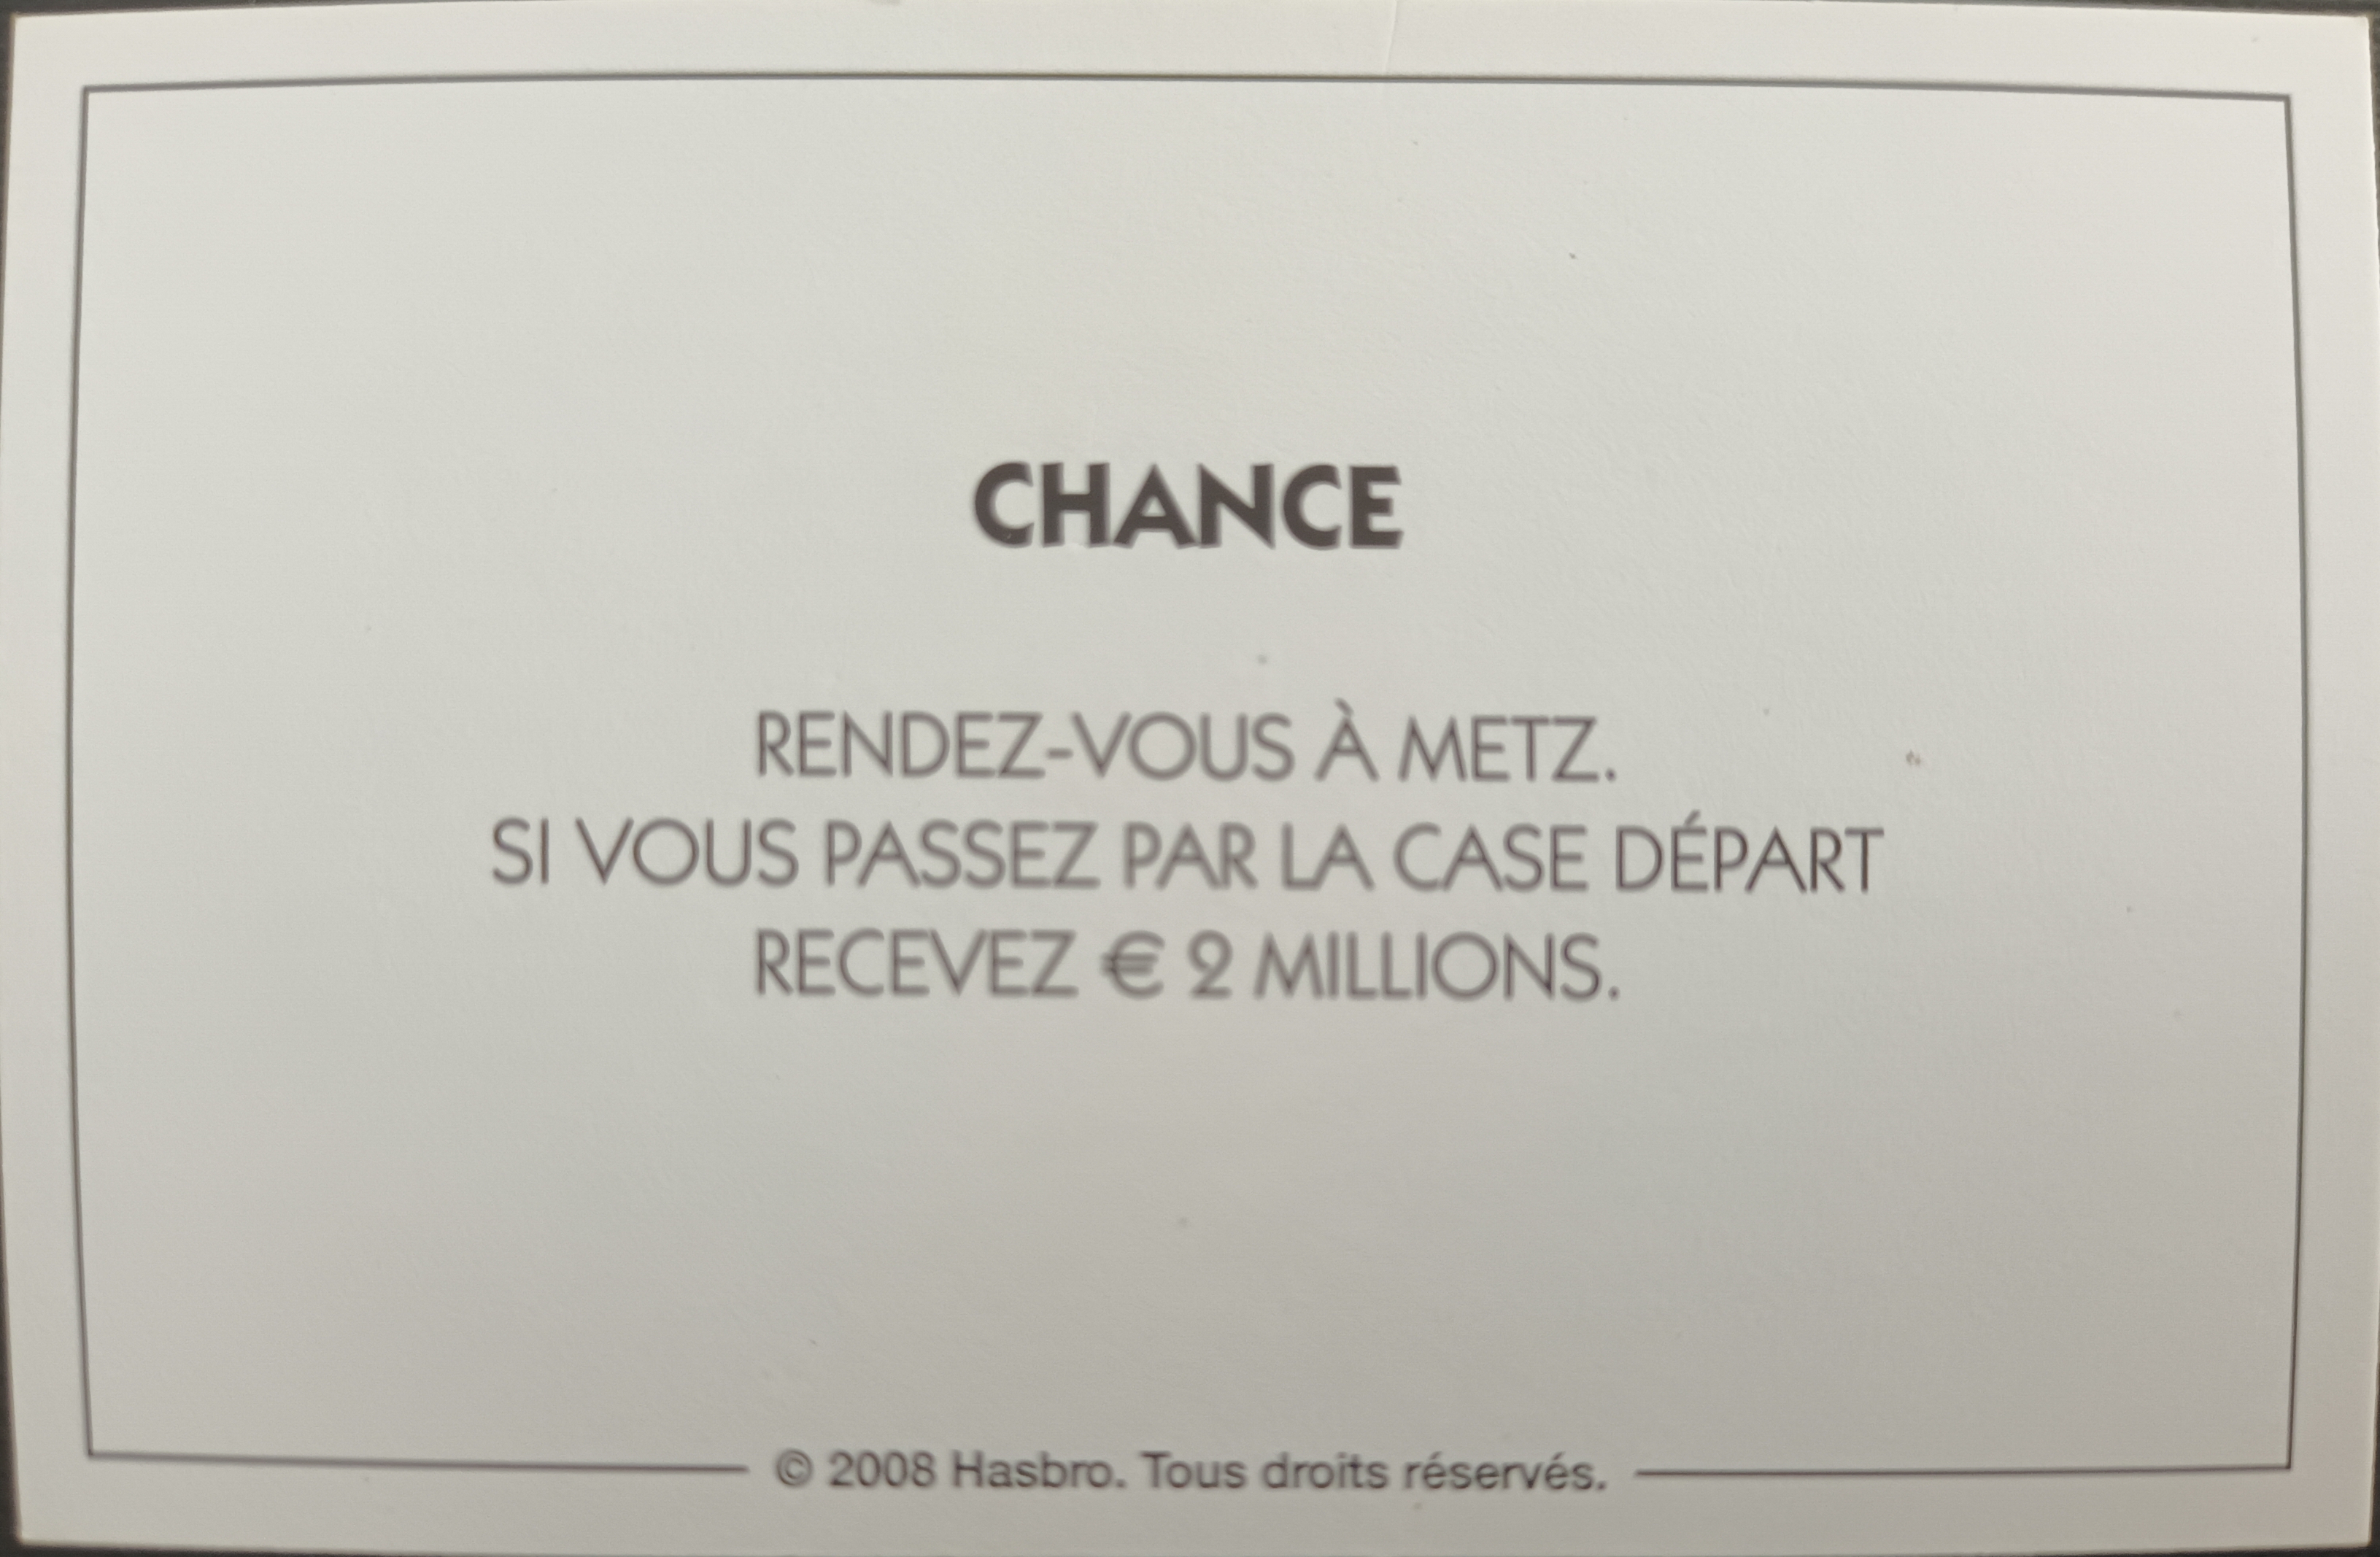 CHANCE
RENDEZ-VOUS À METZ.
SI VOUS PASSEZ PAR LA CASE DÉPART
RECEVEZ € 2 MILLIONS.
© 2008 Hasbro. Tous droits réservés.